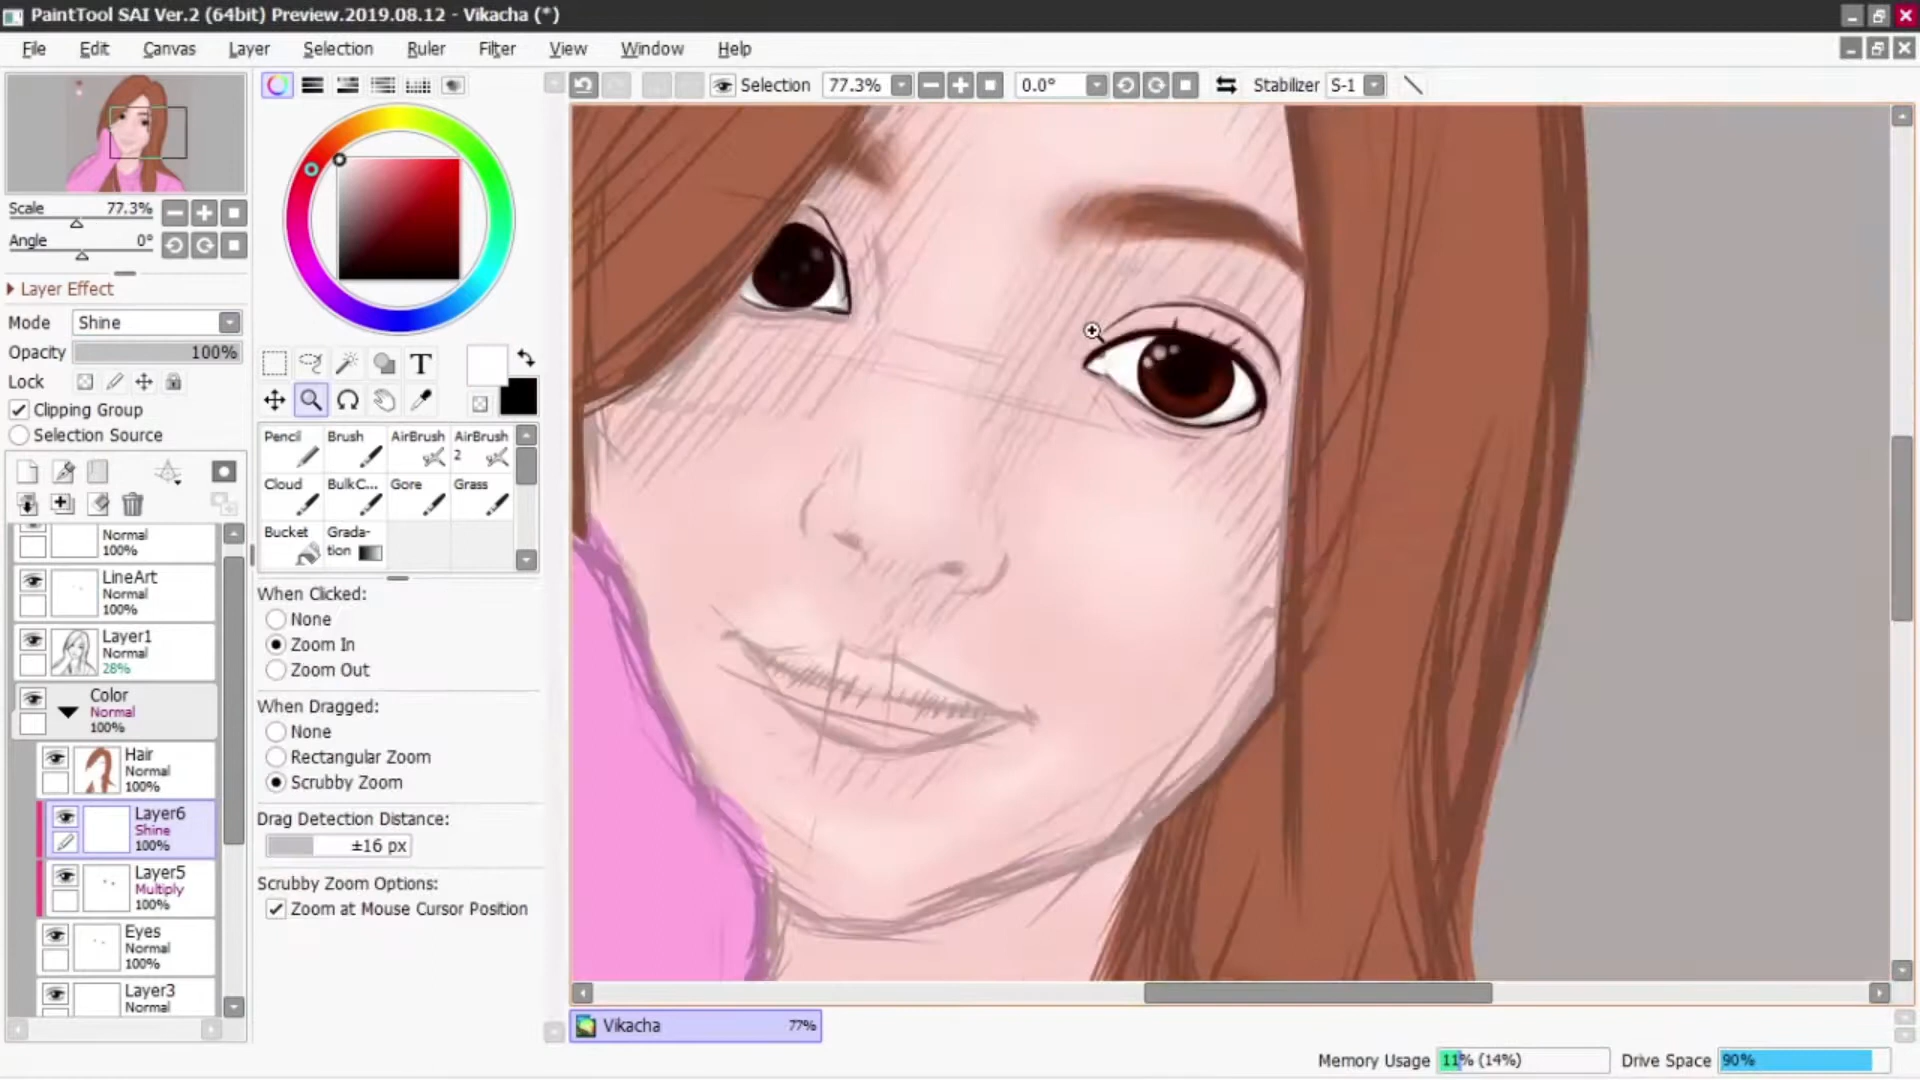 PaintTool SAI Ver.2 (64bit) Preview.2019.08.12 - Vikacha (*)
File Edit Canvas Layer Selection Ruler Filter View Window Help
Selection 77.3% 0.0° Stabilizer S-1
Scale 77.3%
Angle 0°
Layer Effect
Mode Shine
Opacity 100%
Lock
Clipping Group
Selection Source
Normal
100%
LineArt
Normal
100%
Layer1
Normal
28%
Color
Normal
100%
Hair
Normal
100%
Layer6
Shine
100%
Layer5
Multiply
100%
Eyes
Normal
100%
Layer3
Normal
T
Pencil Brush AirBrush AirBrush
2
Cloud BulkC... Gore Grass
Bucket Grada-
tion
When Clicked:
None
Zoom In
Zoom Out
When Dragged:
None
Rectangular Zoom
Scrubby Zoom
Drag Detection Distance:
±16 px
Scrubby Zoom Options:
Zoom at Mouse Cursor Position
Vikacha 77%
Memory Usage 11% (14%) Drive Space 90%